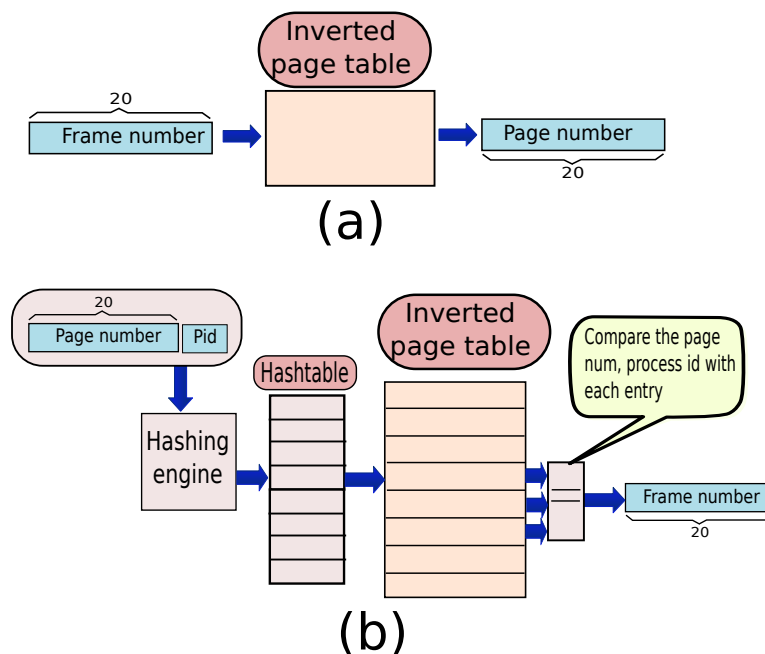 Inverted
page table
20
Frame number
Page number
20
(a)
20
Page number
Pid
Hashtable
Hashing
engine
Inverted
page table
Compare the page
num, process id with
each entry
Frame number
20
(b)